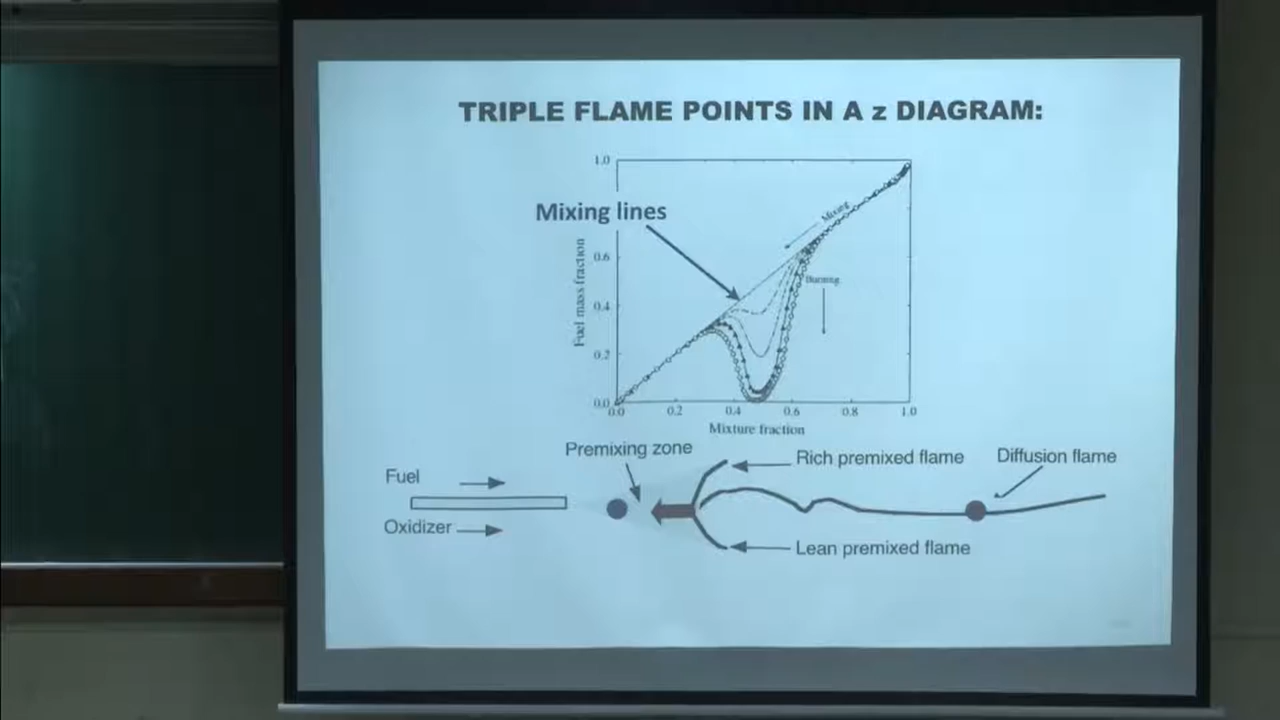 TRIPLE FLAME POINTS IN A z DIAGRAM:
1.0
Mixing lines
Mixing
Fuel mass fraction
0.6
Burning
0.4
0.2
0.0
0.0 0.2 0.4 0.6 0.8 1.0
Mixture fraction
Premixing zone
Fuel
Rich premixed flame
Diffusion flame
Oxidizer
Lean premixed flame